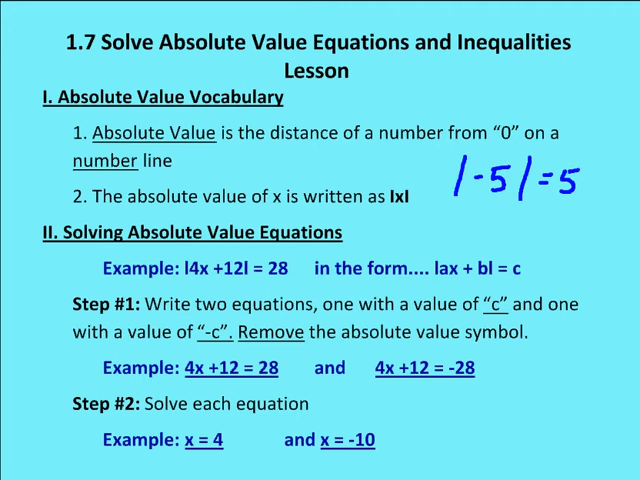 1.7 Solve Absolute Value Equations and Inequalities
Lesson
I. Absolute Value Vocabulary
1. Absolute Value is the distance of a number from “0” on a
number line
|-5|=5
2. The absolute value of x is written as IxI
II. Solving Absolute Value Equations
Example: l4x +12l = 28 in the form.... lax + bl = c
Step #1: Write two equations, one with a value of “c” and one
with a value of “-c”. Remove the absolute value symbol.
Example: 4x +12 = 28 and 4x +12 = -28
Step #2: Solve each equation
Example: x = 4 and x = -10